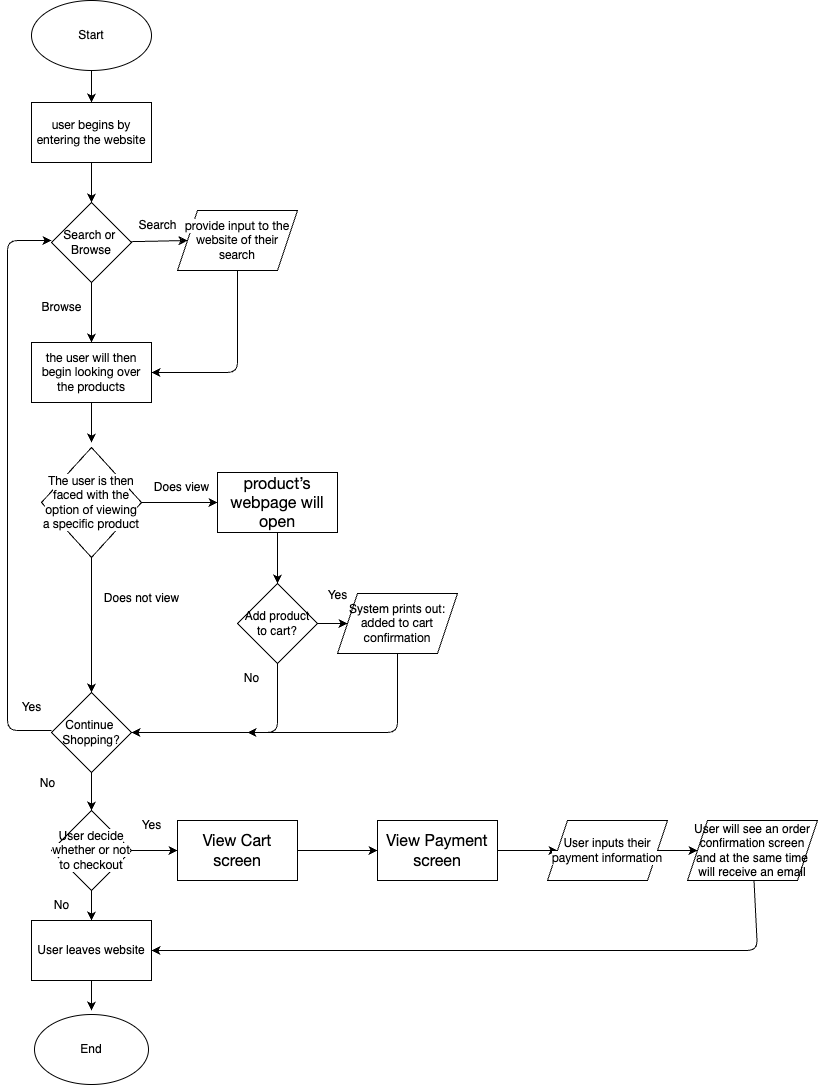 Start
user begins by
entering the website
Search or
Browse
Search
provide input to the
website of their
search
Browse
the user will then
begin looking over
the products
The user is then
faced with the
option of viewing
a specific product
Does view
product's
webpage will
open
Does not view
Add product
to cart?
Yes
System prints out:
added to cart
confirmation
No
Yes
Continue
Shopping?
No
User decide
whether or not
to checkout
Yes
View Cart
screen
View Payment
screen
User inputs their
payment information
User will see an order
confirmation screen
and at the same time
will receive an email
No
User leaves website
End